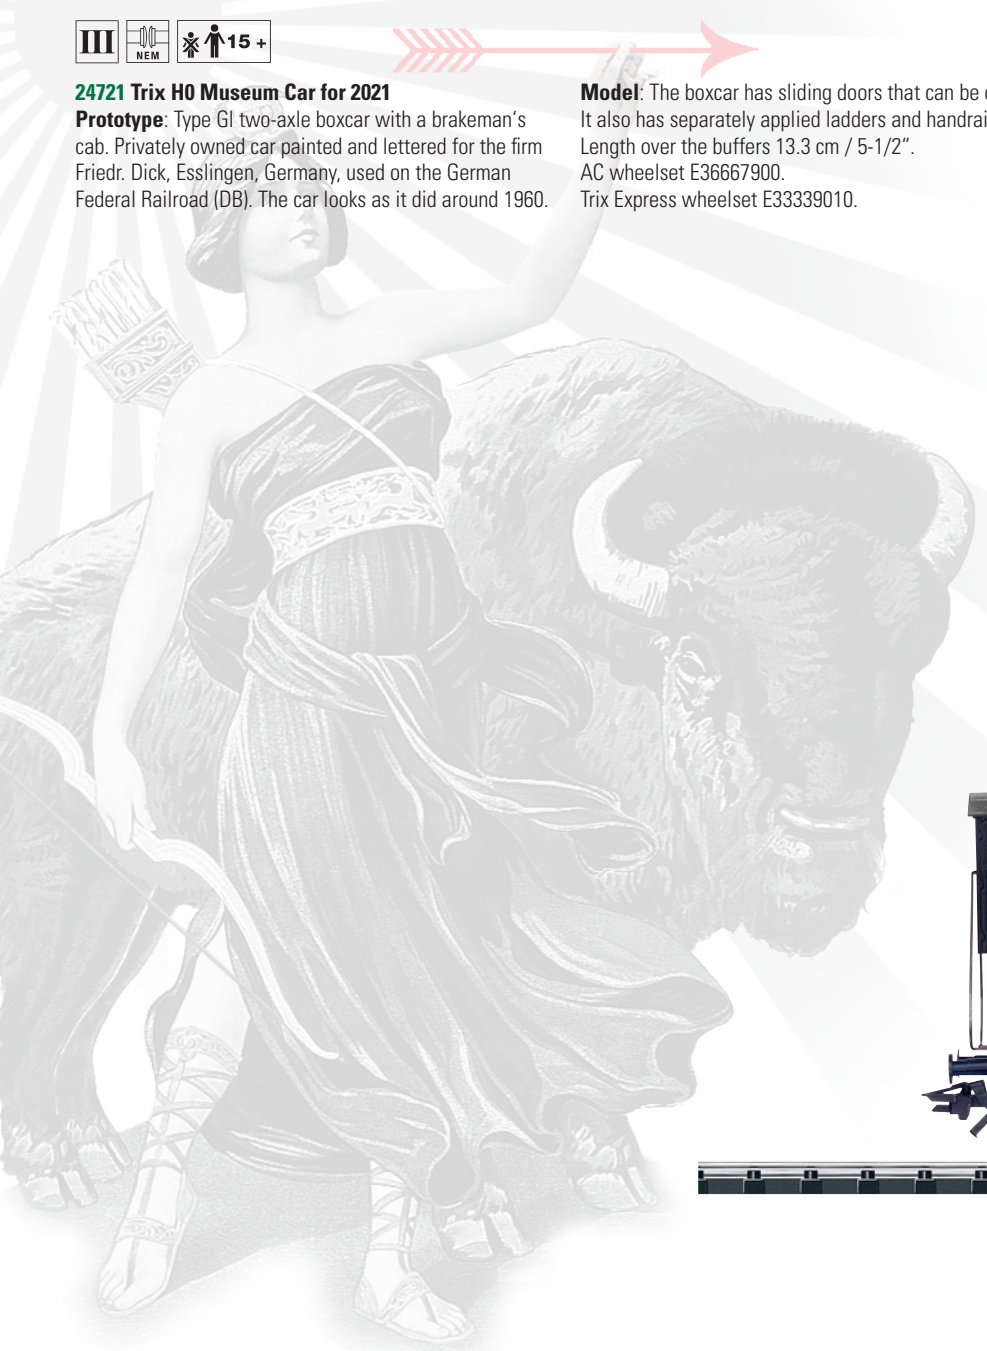 III
NEM
15 +
24721 Trix H0 Museum Car for 2021
Prototype: Type Gl two-axle boxcar with a brakeman‘s
cab. Privately owned car painted and lettered for the firm
Friedr. Dick, Esslingen, Germany, used on the German
Federal Railroad (DB). The car looks as it did around 1960.
Model: The boxcar has sliding doors that can be
It also has separately applied ladders and
Length over the buffers 13.3 cm / 5-1/2“.
AC wheelset E36667900.
Trix Express wheelset E33339010.